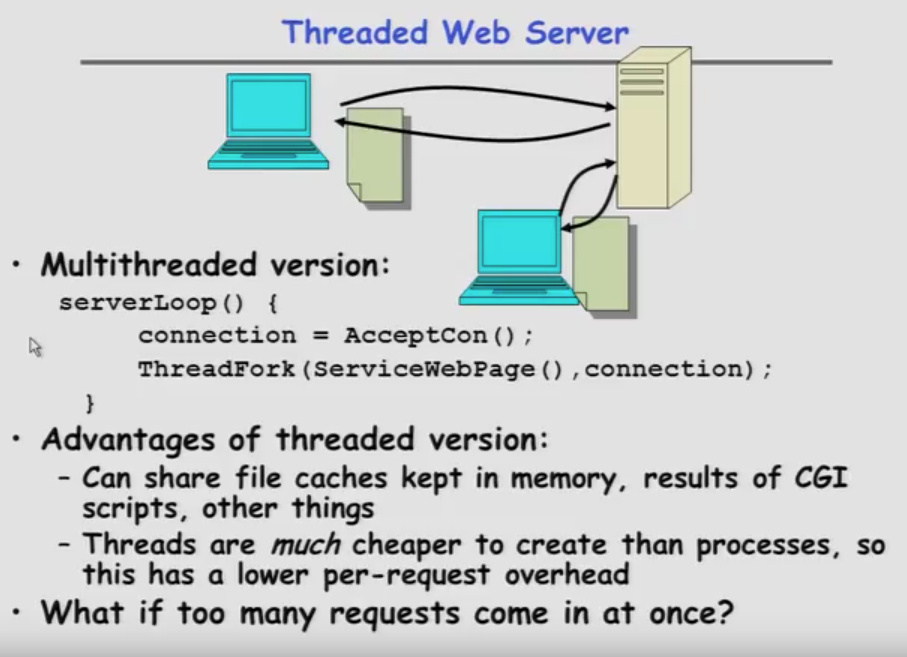 Threaded Web Server
• Multithreaded version:
serverLoop() {
connection = AcceptCon();
ThreadFork(ServiceWebPage(),connection);
}
• Advantages of threaded version:
– Can share file caches kept in memory, results of CGI
scripts, other things
– Threads are much cheaper to create than processes, so
this has a lower per-request overhead
• What if too many requests come in at once?